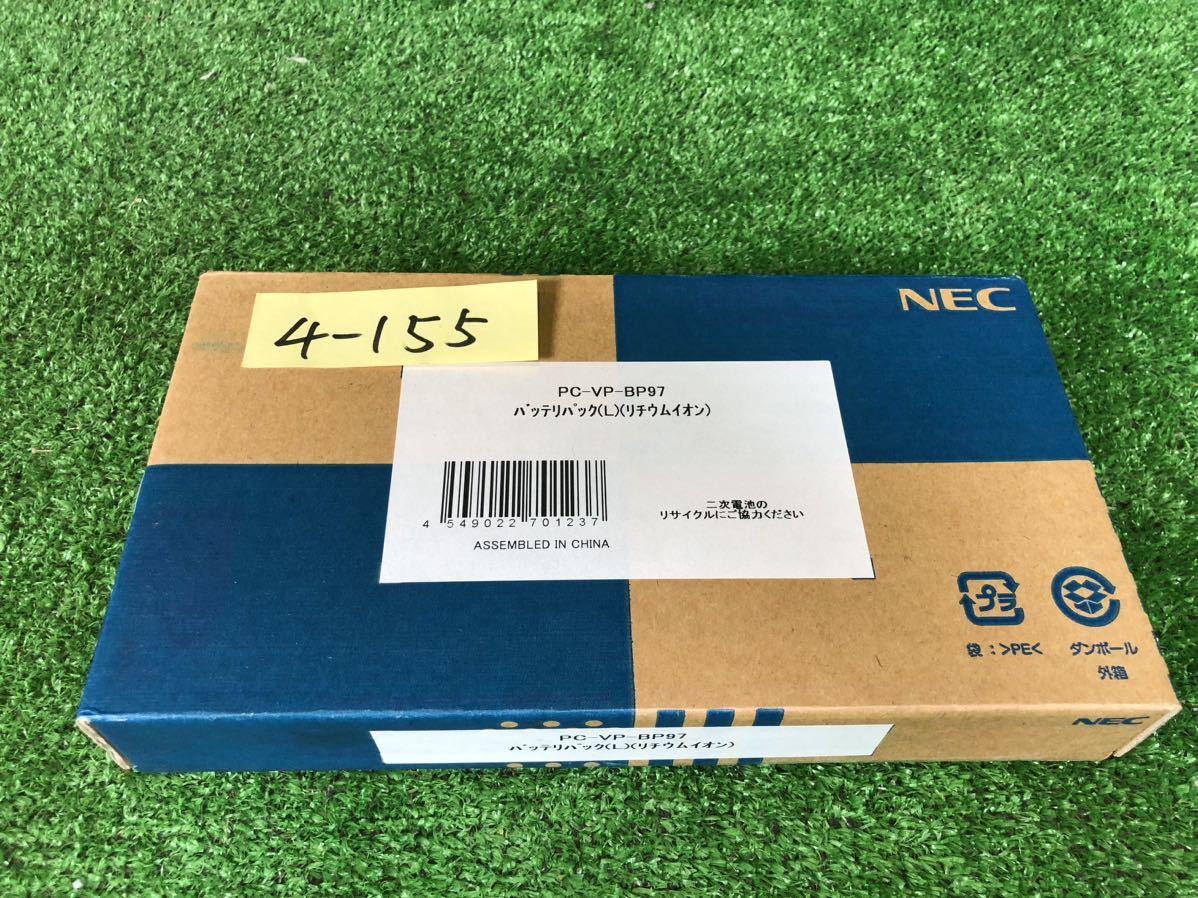 NEC
4-155
PC-VP-BP97
ﾊﾞｯﾃﾘﾊﾟｯｸ(L)(ﾘﾁｳﾑｲｵﾝ)
4 549022 701237
二次電池の
リサイクルにご協力ください
ASSEMBLED IN CHINA
プラ
袋:>PE<
ダンボール
外箱
NEC
PC-VP-BP97
ﾊﾞｯﾃﾘﾊﾟｯｸ(L)(ﾘﾁｳﾑｲｵﾝ)